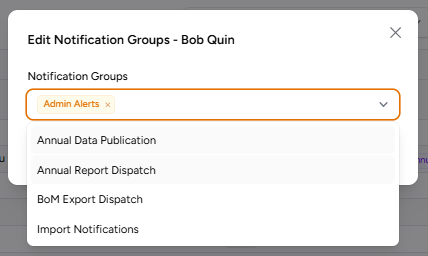 Edit Notification Groups - Bob Quin
Notification Groups
Admin Alerts ×
Annual Data Publication
Annual Report Dispatch
BoM Export Dispatch
Import Notifications